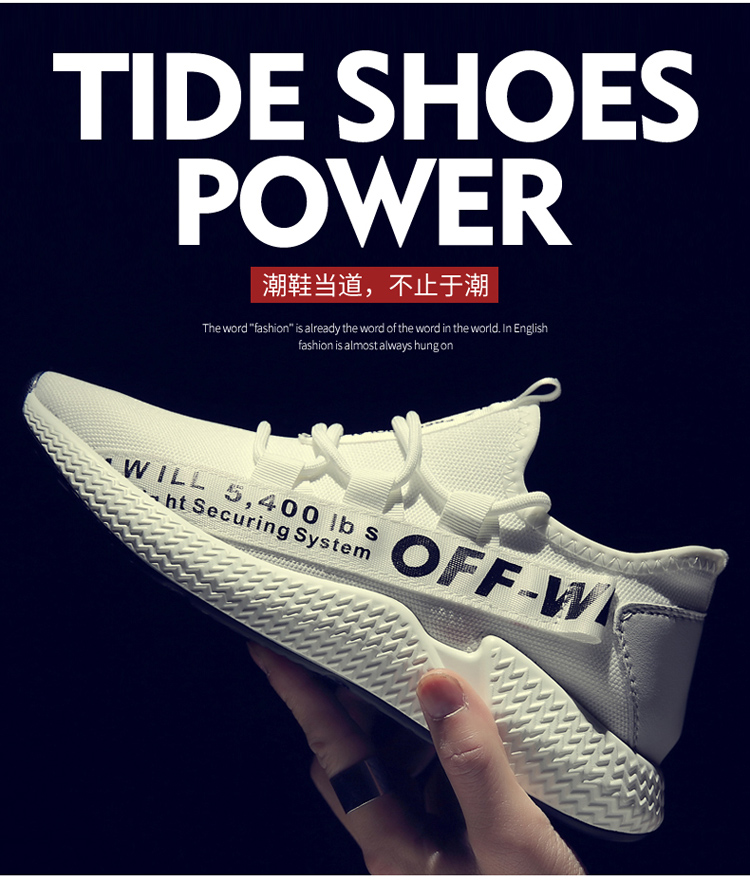 TIDE SHOES
POWER
潮鞋当道，不止于潮
The word "fashion" is already the word of the word in the world. In English
fashion is almost always hung on
WILL 5,400 lb s
ht Securing System
OFF-W